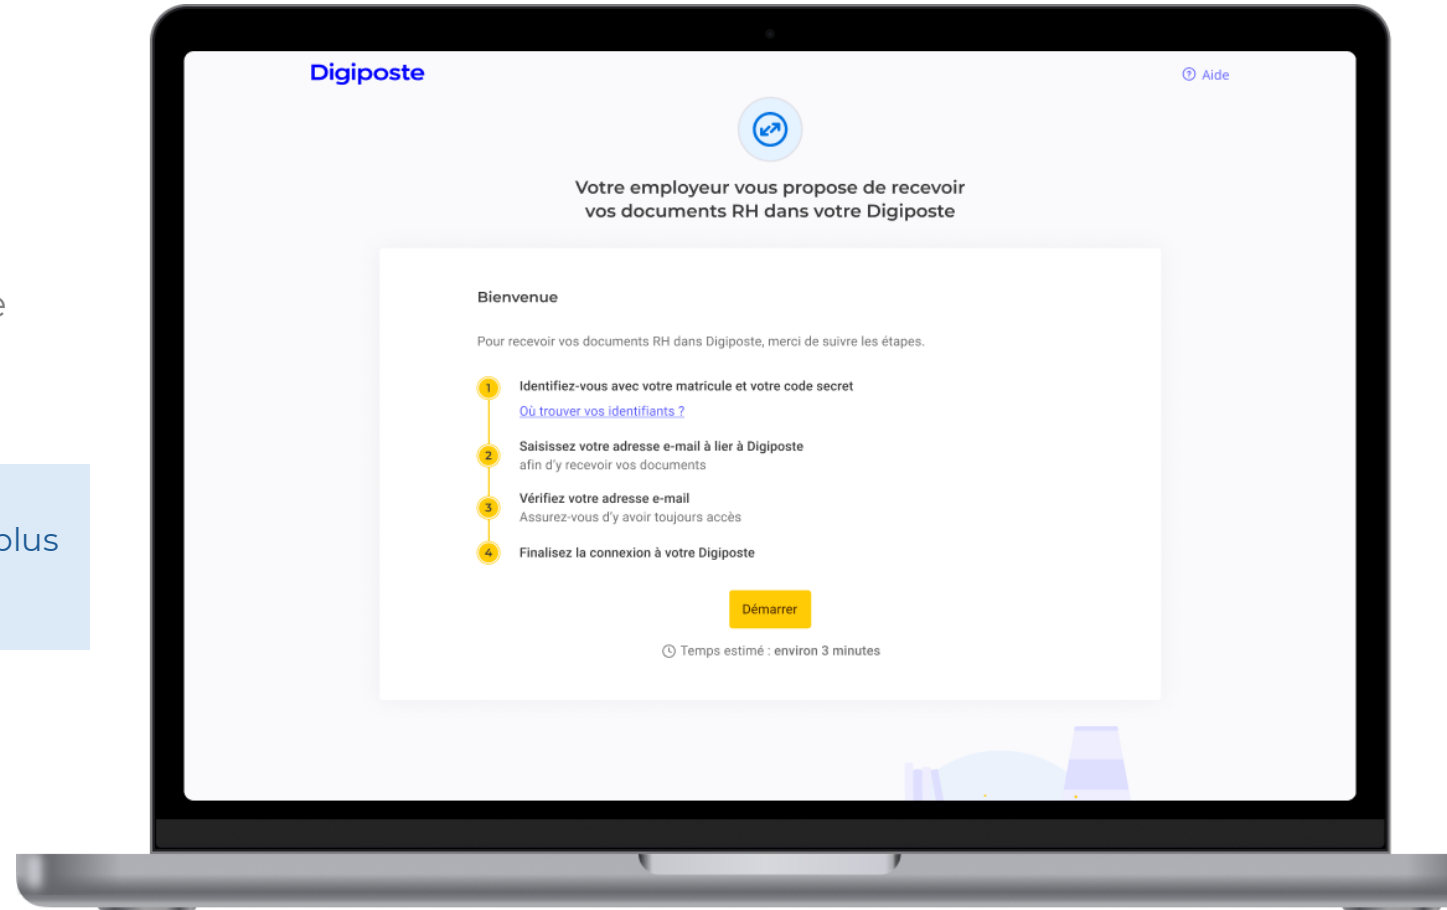 Digiposte
Aide
Votre employeur vous propose de recevoir
vos documents RH dans votre Digiposte
Bienvenue
Pour recevoir vos documents RH dans Digiposte, merci de suivre les étapes.
1 Identifiez-vous avec votre matricule et votre code secret
Où trouver vos identifiants ?
2 Saisissez votre adresse e-mail à lier à Digiposte
afin d'y recevoir vos documents
3 Vérifiez votre adresse e-mail
Assurez-vous d'y avoir toujours accès
4 Finalisez la connexion à votre Digiposte
plus
Démarrer
Temps estimé : environ 3 minutes